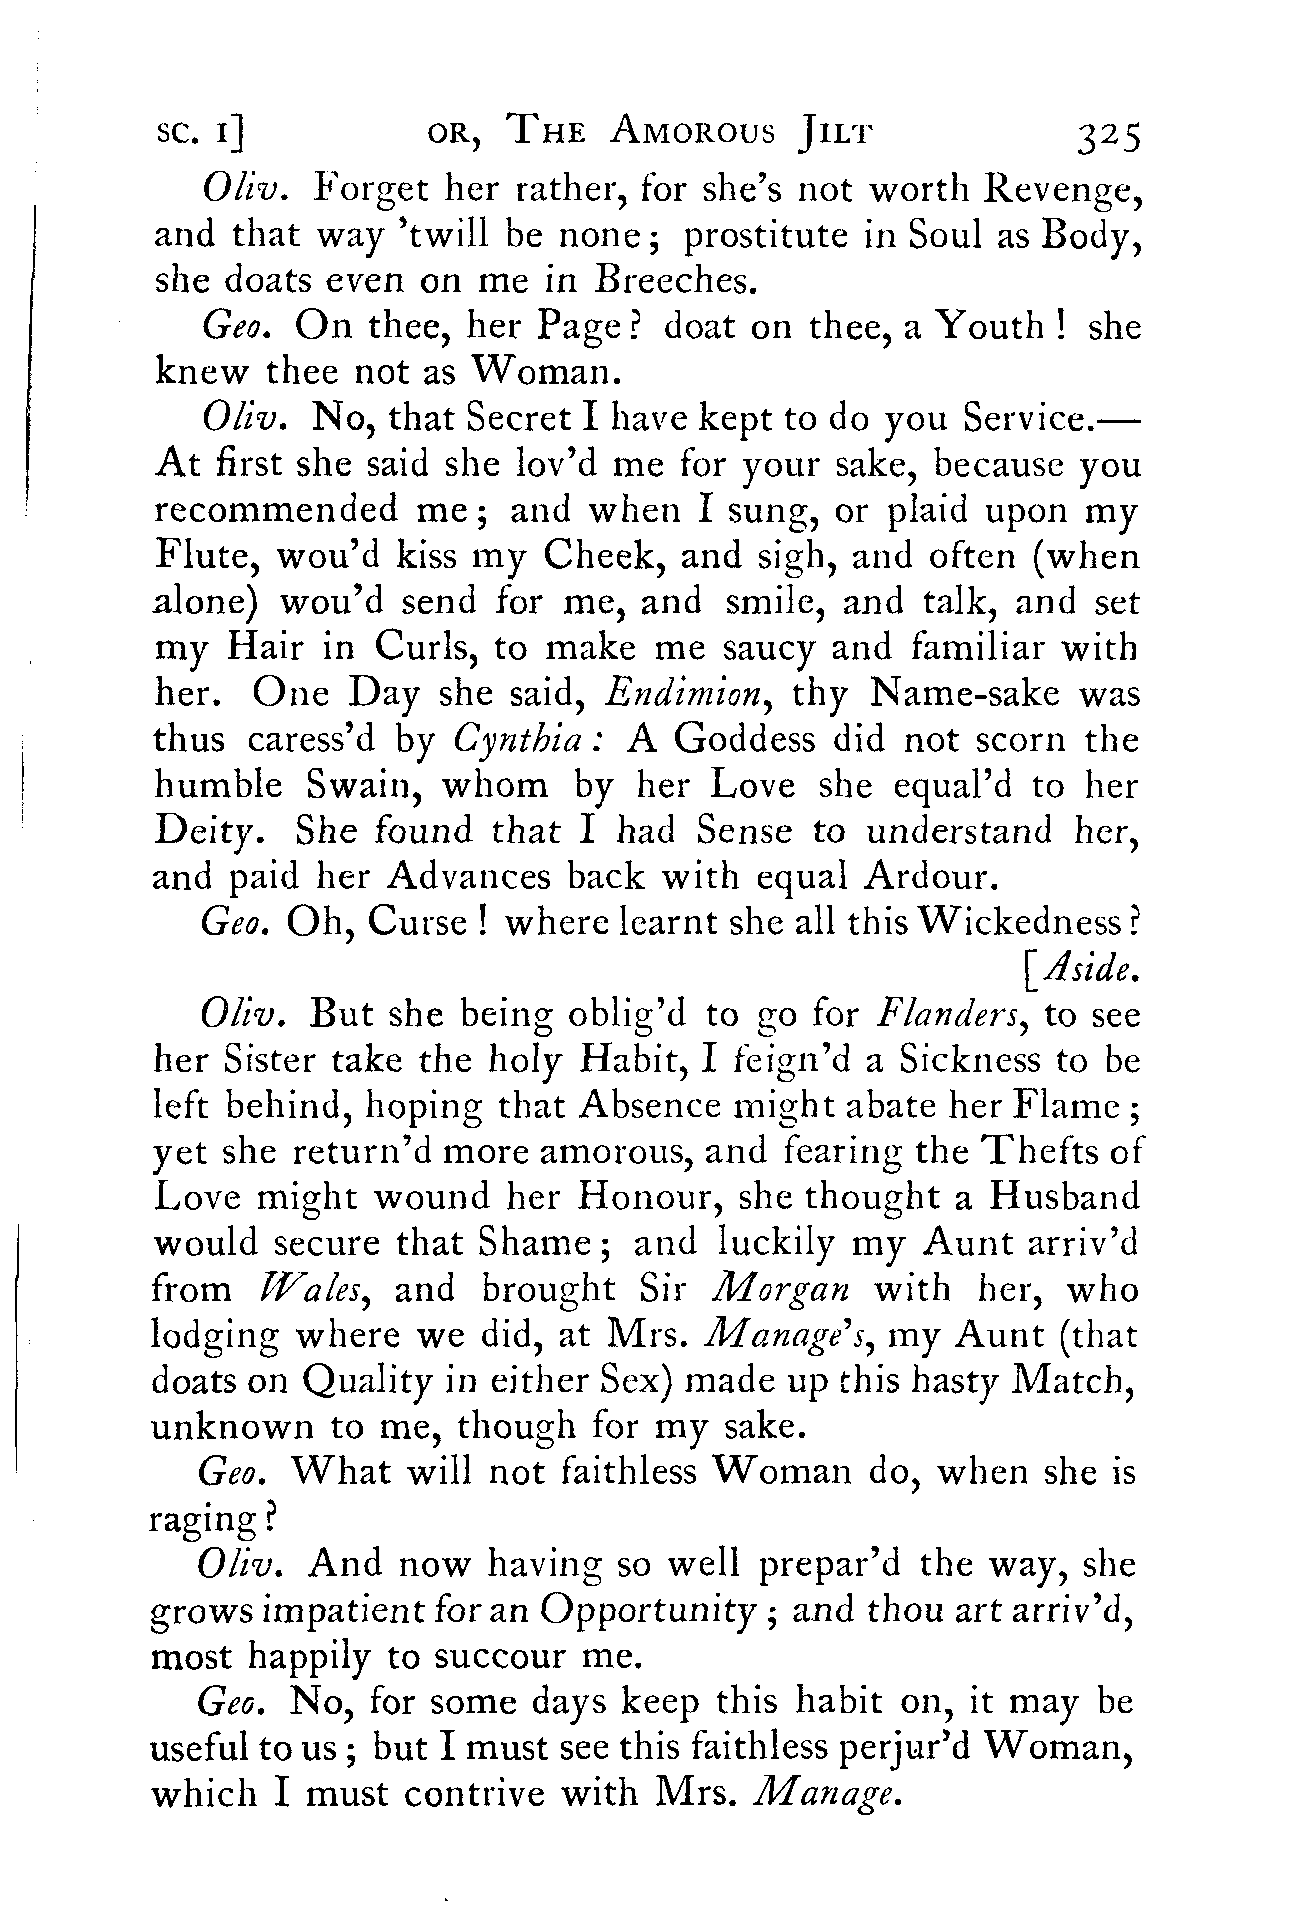 SC. I] OR, THE AMOROUS JILT 325
Oliv. Forget her rather, for she's not worth Revenge,
and that way 'twill be none; prostitute in Soul as Body,
she doats even on me in Breeches.
Geo. On thee, her Page? doat on thee, a Youth! she
knew thee not as Woman.
Oliv. No, that Secret I have kept to do you Service.—
At first she said she lov'd me for your sake, because you
recommended me; and when I sung, or plaid upon my
Flute, wou'd kiss my Cheek, and sigh, and often (when
alone) wou'd send for me, and smile, and talk, and set
my Hair in Curls, to make me saucy and familiar with
her. One Day she said, Endimion, thy Name-sake was
thus caress'd by Cynthia: A Goddess did not scorn the
humble Swain, whom by her Love she equal'd to her
Deity. She found that I had Sense to understand her,
and paid her Advances back with equal Ardour.
Geo. Oh, Curse! where learnt she all this Wickedness?
[Aside.
Oliv. But she being oblig'd to go for Flanders, to see
her Sister take the holy Habit, I feign'd a Sickness to be
left behind, hoping that Absence might abate her Flame;
yet she return'd more amorous, and fearing the Thefts of
Love might wound her Honour, she thought a Husband
would secure that Shame; and luckily my Aunt arriv'd
from Wales, and brought Sir Morgan with her, who
lodging where we did, at Mrs. Manage's, my Aunt (that
doats on Quality in either Sex) made up this hasty Match,
unknown to me, though for my sake.
Geo. What will not faithless Woman do, when she is
raging?
Oliv. And now having so well prepar'd the way, she
grows impatient for an Opportunity; and thou art arriv'd,
most happily to succour me.
Geo. No, for some days keep this habit on, it may be
useful to us; but I must see this faithless perjur'd Woman,
which I must contrive with Mrs. Manage.